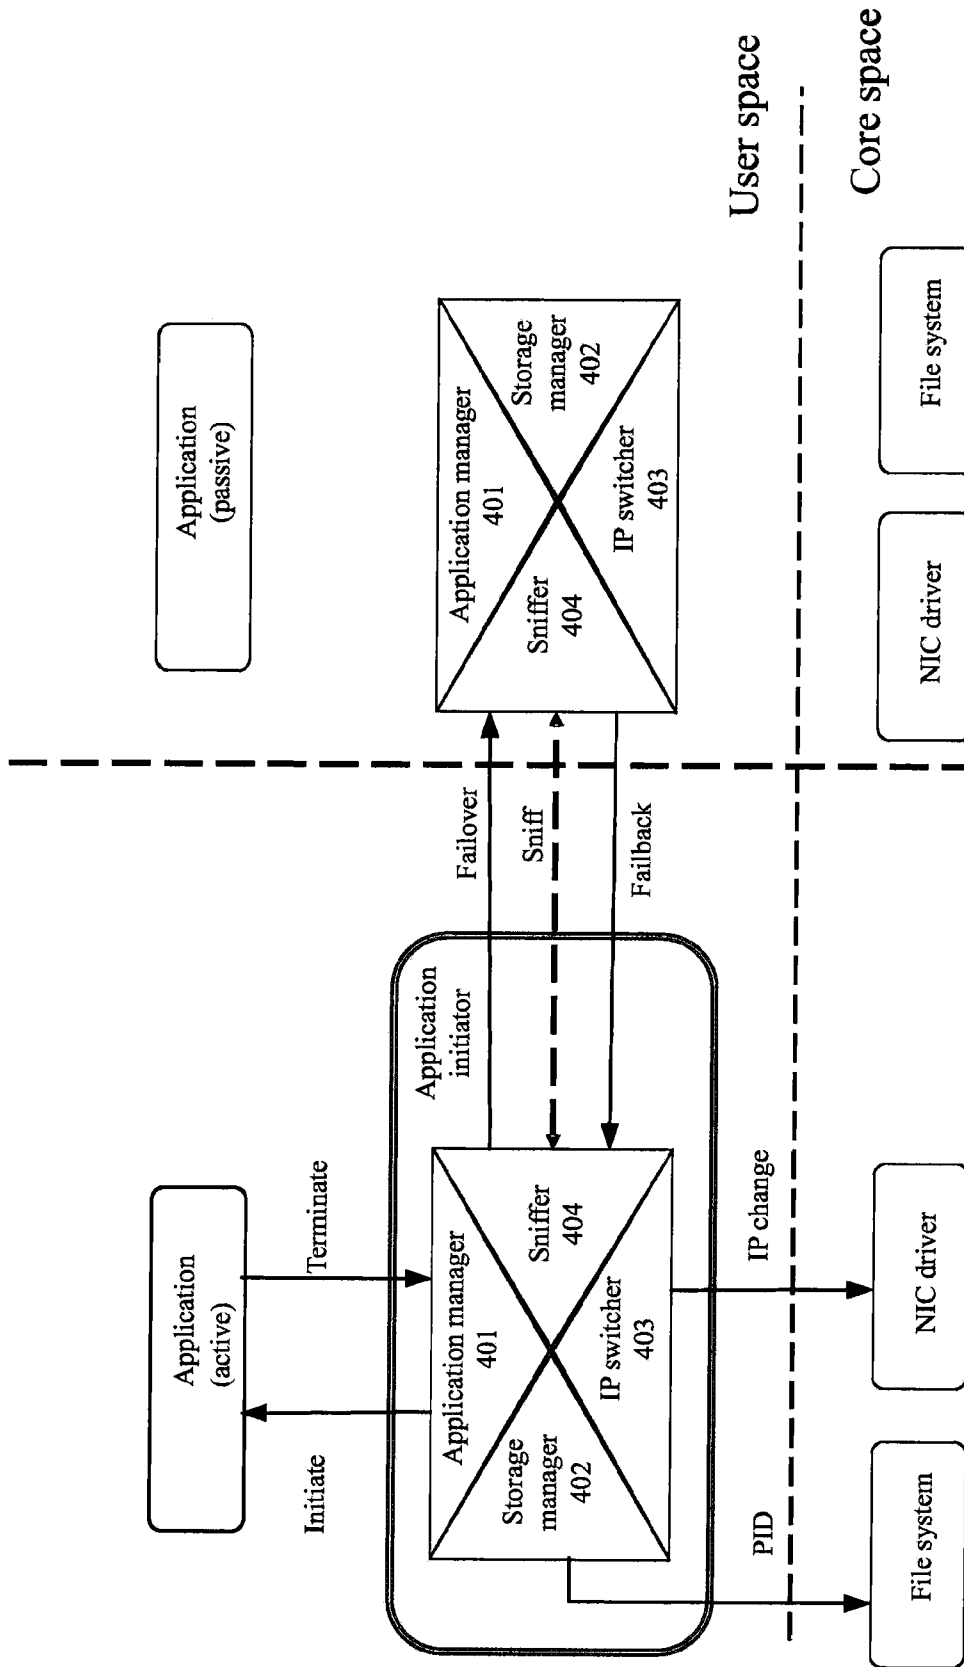 Application
(active)
Application
(passive)
Initiate
Terminate
Application
initiator
Application manager
401
Storage
manager
402
Sniffer
404
IP switcher
403
Failover
Sniff
Failback
Application manager
401
Sniffer
404
Storage
manager
402
IP switcher
403
PID
IP change
User space
Core space
File system
NIC driver
NIC driver
File system